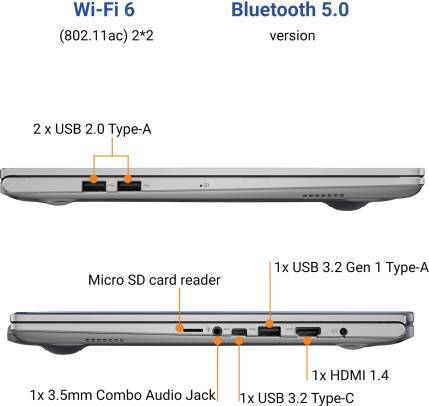 Wi-Fi 6
(802.11ac) 2*2
Bluetooth 5.0
version
2 x USB 2.0 Type-A
1x USB 3.2 Gen 1 Type-A
Micro SD card reader
1x HDMI 1.4
1x 3.5mm Combo Audio Jack
1x USB 3.2 Type-C